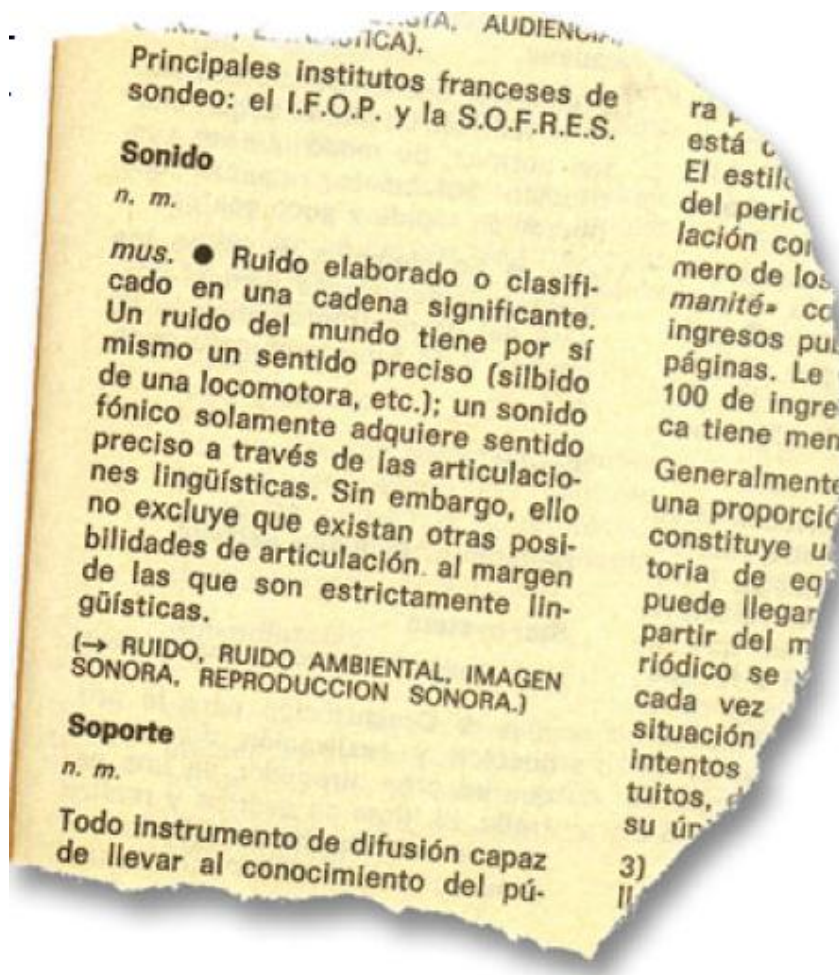 AUDIENCIA,
Principales institutos franceses de
sondeo: el I.F.O.P. y la S.O.F.R.E.S.
Sonido
n. m.
mus. ● Ruido elaborado o clasifi-
cado en una cadena significante.
Un ruido del mundo tiene por sí
mismo un sentido preciso (silbido
de una locomotora, etc.); un sonido
fónico solamente adquiere sentido
preciso a través de las articulacio-
nes lingüísticas. Sin embargo, ello
no excluye que existan otras posi-
bilidades de articulación. al margen
de las que son estrictamente lin-
güísticas.
(→ RUIDO, RUIDO AMBIENTAL, IMAGEN
SONORA, REPRODUCCION SONORA.)
Soporte
n. m.
Todo instrumento de difusión capaz
de llevar al conocimiento del pú-
ra
está
El estilo
del perio
lación con
mero de los
manité» co
ingresos pu
páginas. Le
100 de ingre
ca tiene men
Generalmente
una proporció
constituye u
toria de eq
puede llegar
partir del m
riódico se
cada vez
situación
intentos
tuitos,
su ún
3)